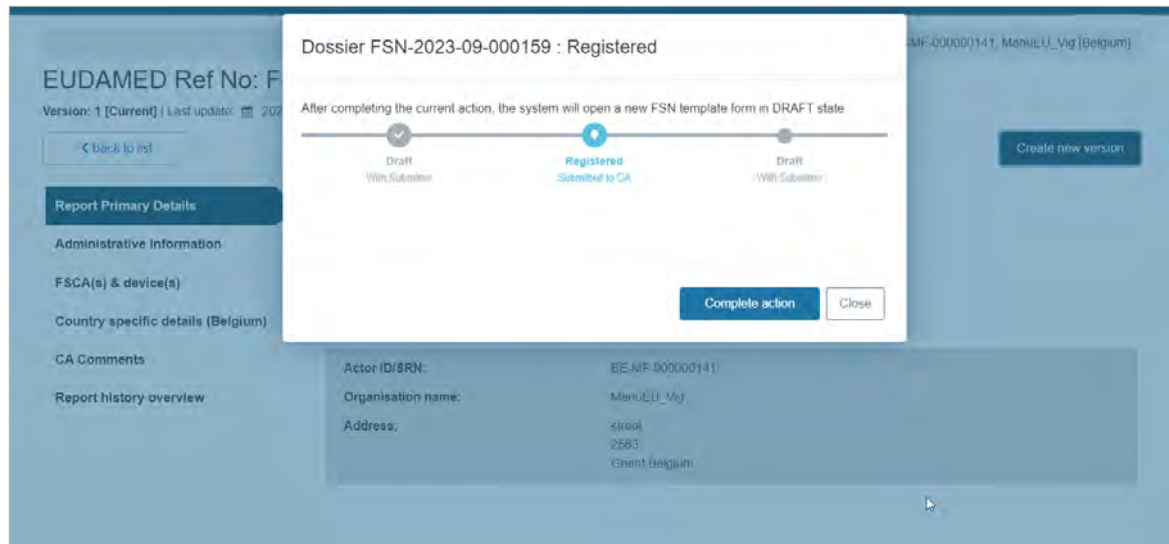 Dossier FSN-2023-09-000159 : Registered
-MF-000000141, ManuEU_Vig [Belgium]
EUDAMED Ref No: F
Version: 1 [Current] | Last update: 202
After completing the current action, the system will open a new FSN template form in DRAFT state
Back to list
Create new version
Draft
Registered
Draft
With Submitter
Submitted to CA
With Submitter
Report Primary Details
Administrative Information
FSCA(s) & device(s)
Complete action
Close
Country specific details (Belgium)
CA Comments
Actor ID/SRN:
BE-MF-000000141
Report history overview
Organisation name:
ManuEU_Vig
Address:
street
2563
Ghent Belgium